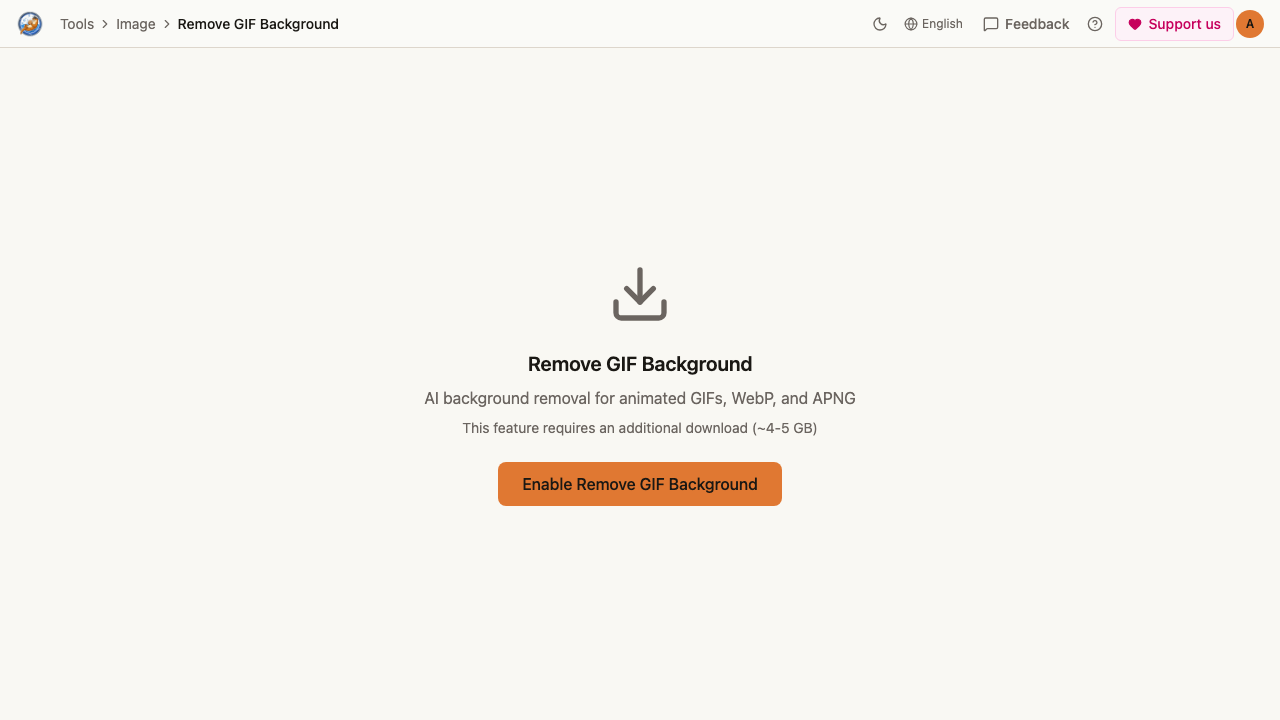 Tools > Image > Remove GIF Background
English
Feedback
Support us
A
Remove GIF Background
AI background removal for animated GIFs, WebP, and APNG
This feature requires an additional download (~4-5 GB)
Enable Remove GIF Background